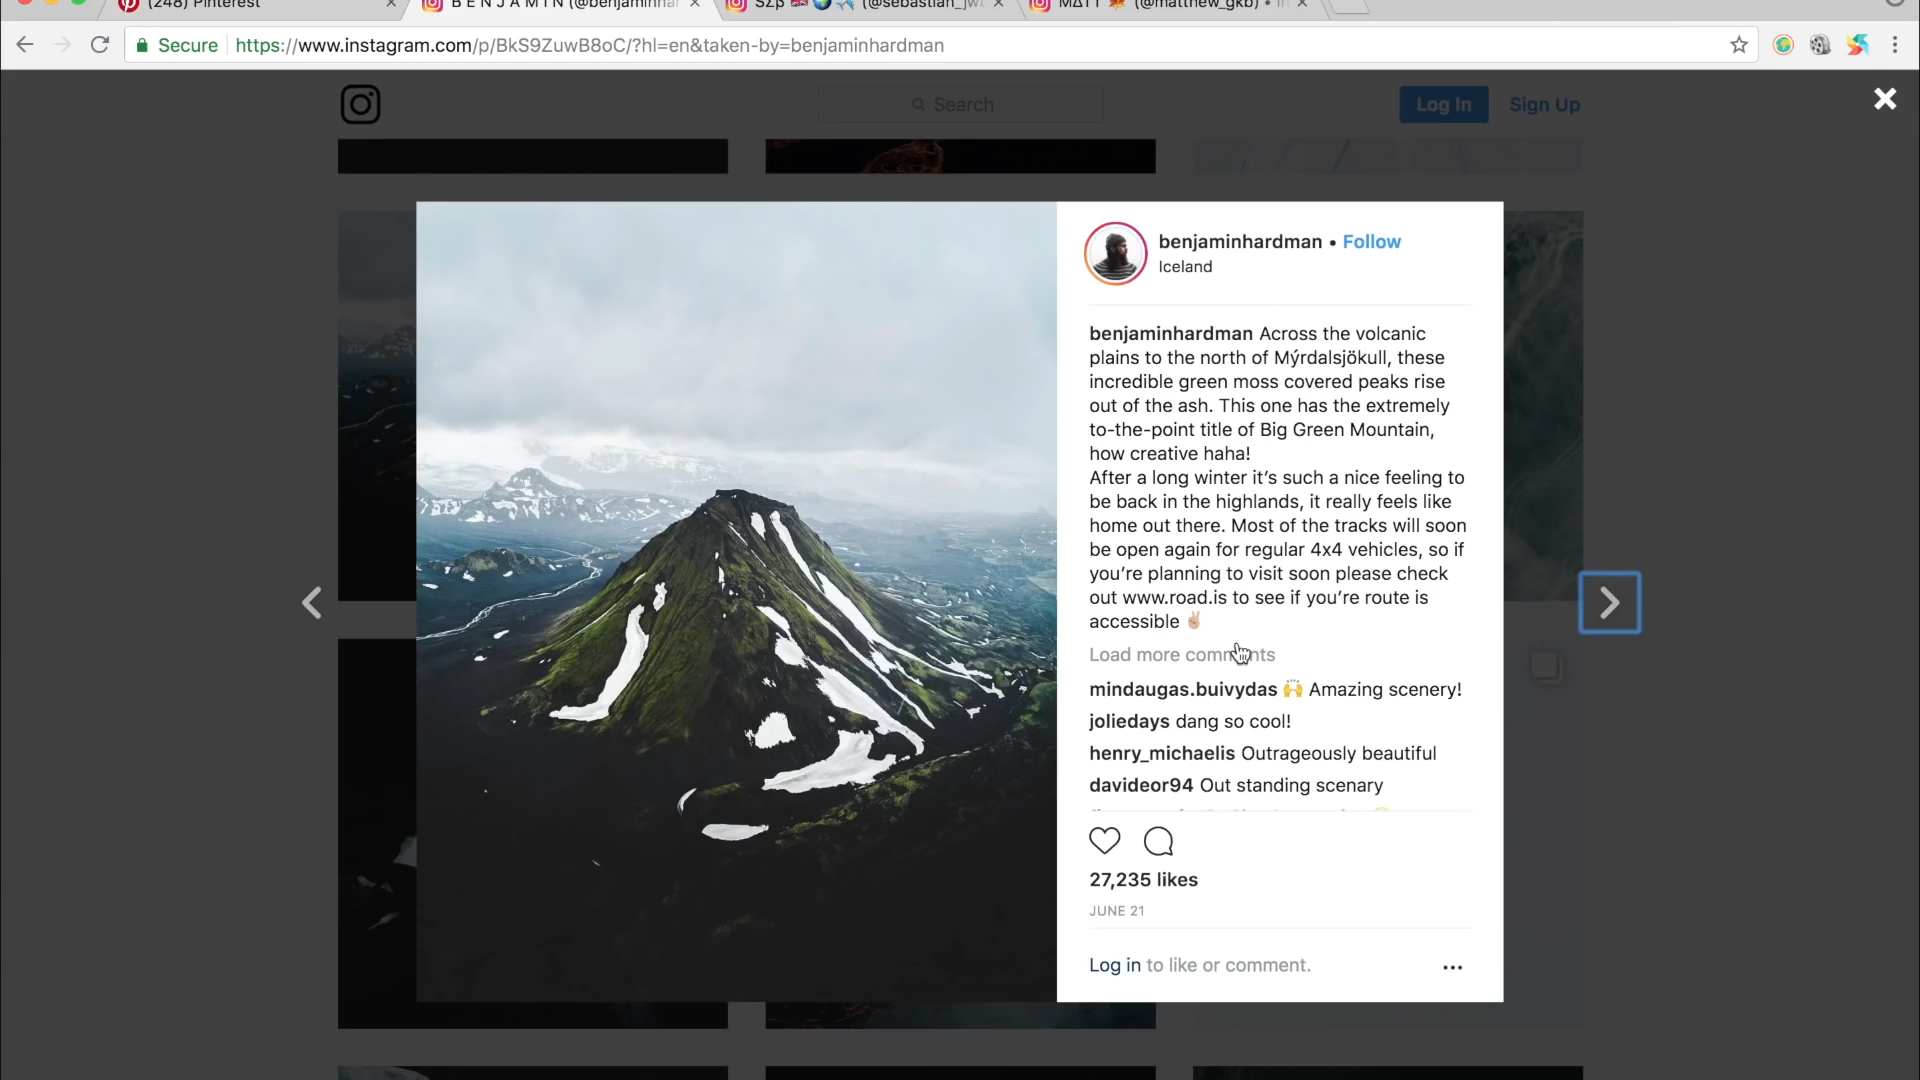 (248) Pinterest
B E N J A M I N (@benjaminhar
SΣβ 🇬🇧🌍✈️ (@sebastian_jwt
MΔTT 🍁 (@matthew_gkb) • In
Secure https://www.instagram.com/p/BkS9ZuwB8oC/?hl=en&taken-by=benjaminhardman
Search
Log In
Sign Up
benjaminhardman • Follow
Iceland
benjaminhardman Across the volcanic
plains to the north of Mýrdalsjökull, these
incredible green moss covered peaks rise
out of the ash. This one has the extremely
to-the-point title of Big Green Mountain,
how creative haha!
After a long winter it’s such a nice feeling to
be back in the highlands, it really feels like
home out there. Most of the tracks will soon
be open again for regular 4x4 vehicles, so if
you’re planning to visit soon please check
out www.road.is to see if you’re route is
accessible ✌🏼
Load more comments
mindaugas.buivydas 🙌 Amazing scenery!
joliedays dang so cool!
henry_michaelis Outrageously beautiful
davideor94 Out standing scenary
27,235 likes
JUNE 21
Log in to like or comment.